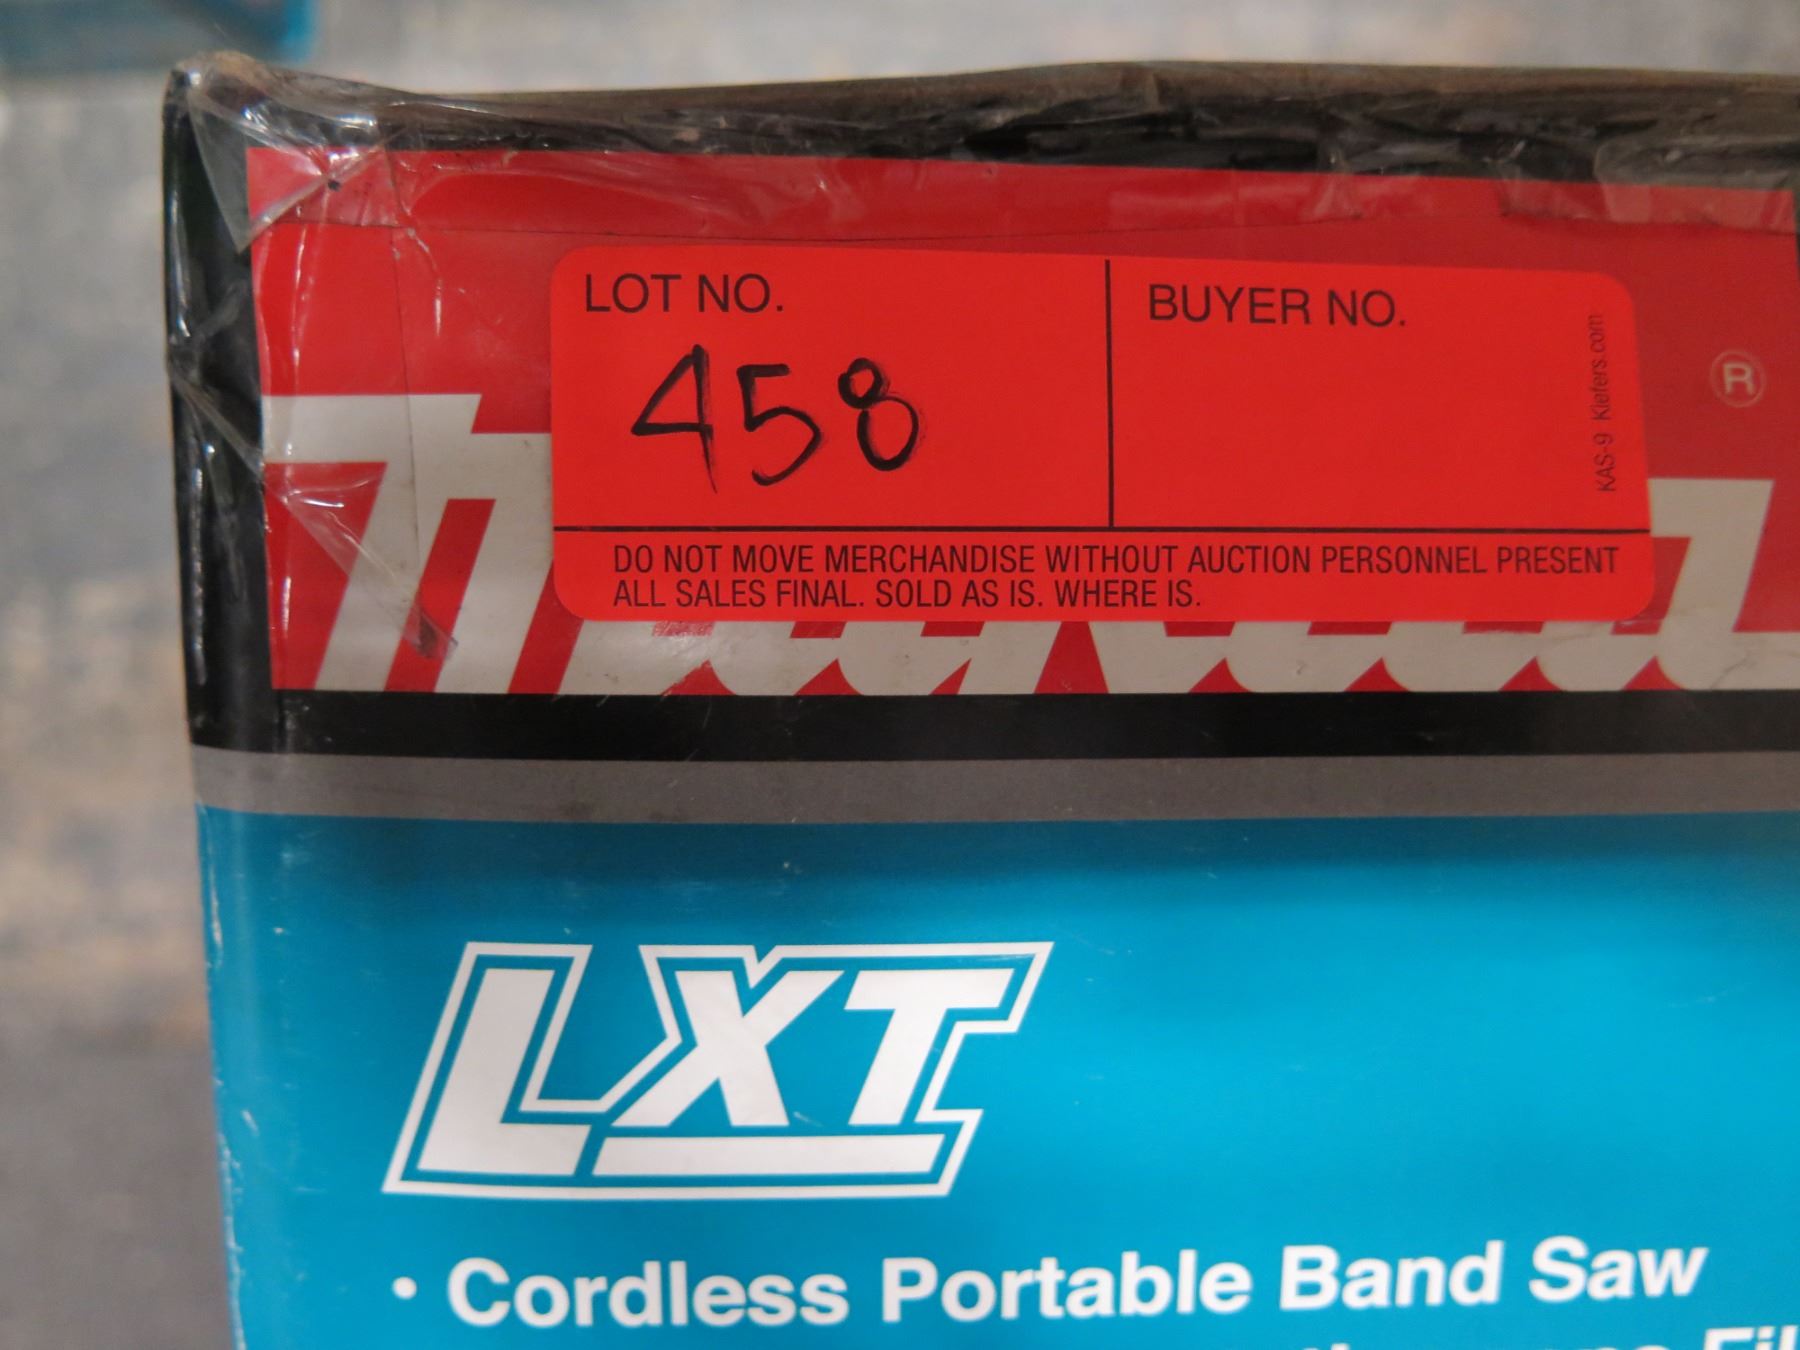 LOT NO.
458
BUYER NO.
KAS-9 Kiefers.com
®
DO NOT MOVE MERCHANDISE WITHOUT AUCTION PERSONNEL PRESENT
ALL SALES FINAL. SOLD AS IS. WHERE IS.
LXT
• Cordless Portable Band Saw